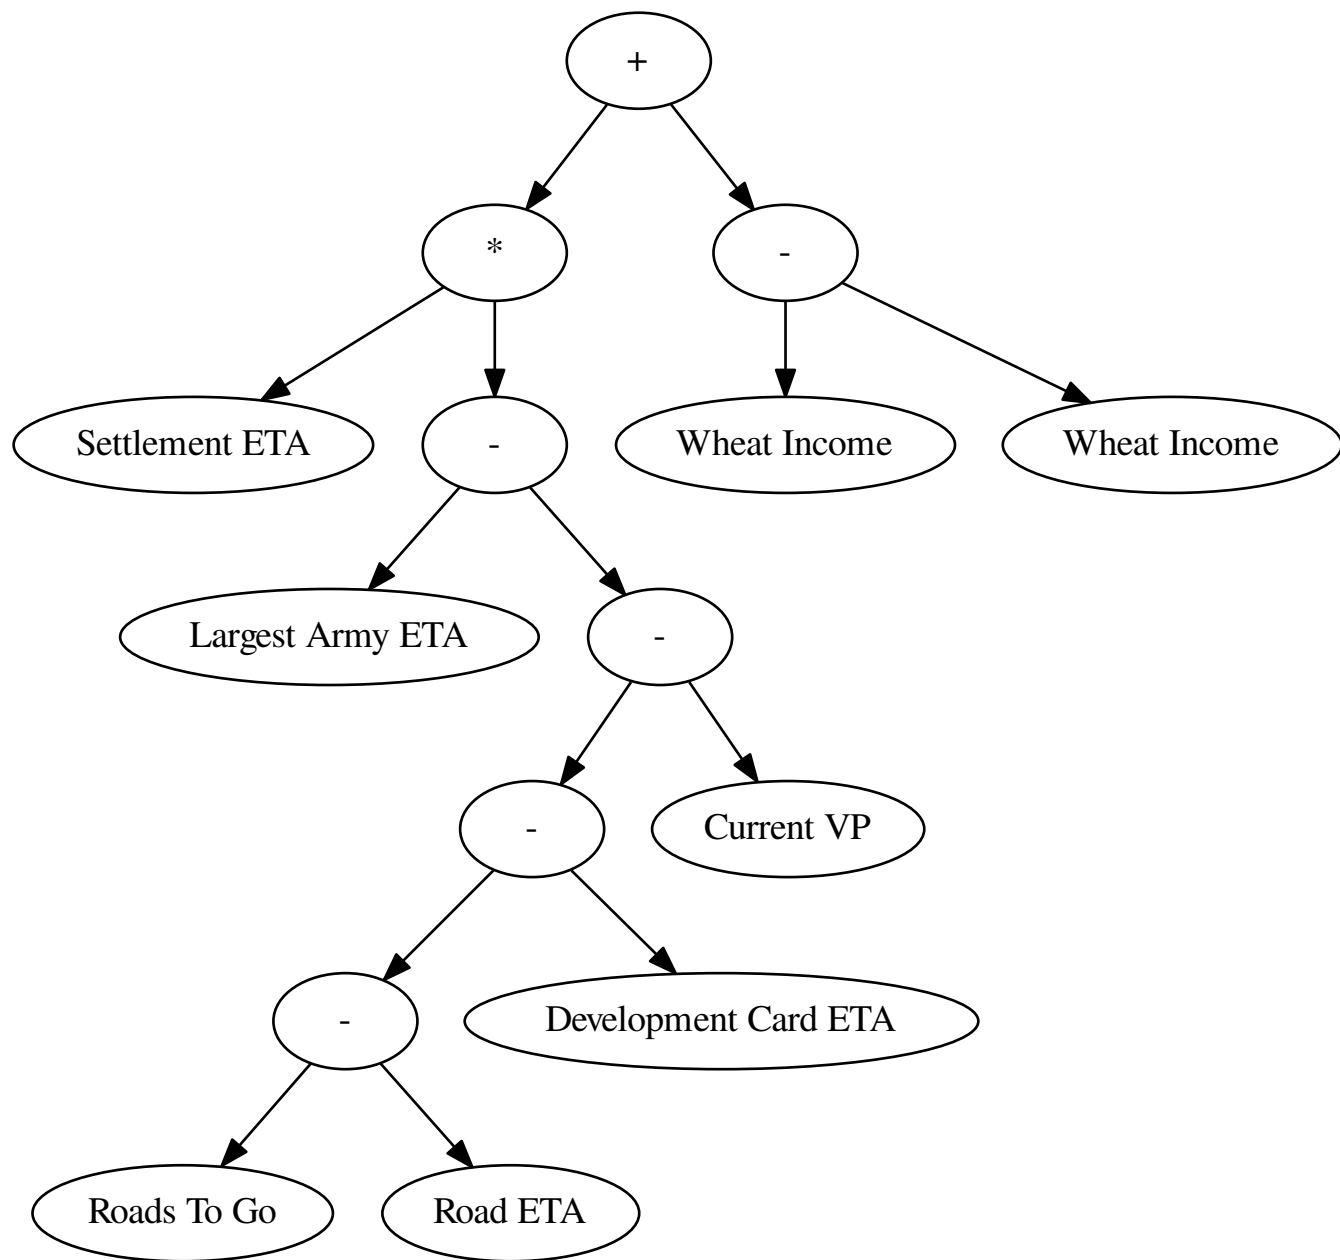 +
*
-
Settlement ETA
-
Wheat Income
Wheat Income
Largest Army ETA
-
-
Current VP
-
Development Card ETA
Roads To Go
Road ETA